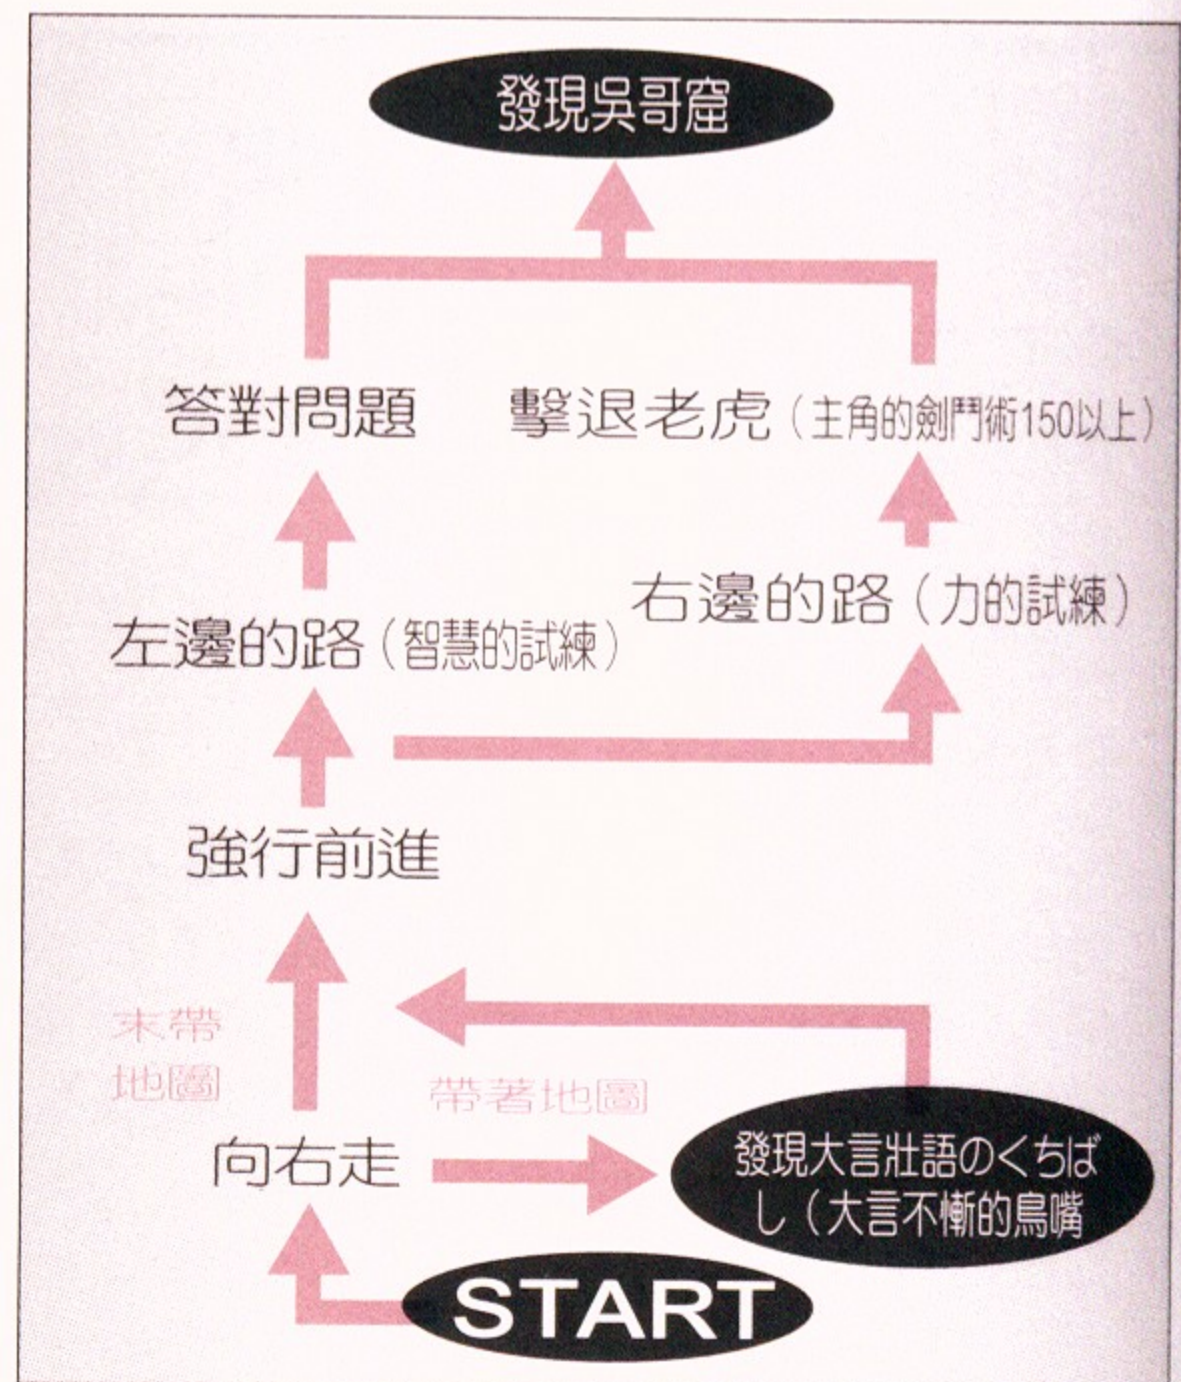 發現吳哥窟
答對問題
擊退老虎（主角的劍鬥術150以上）
右邊的路（力的試練）
左邊的路（智慧的試練）
強行前進
末帶
地圖
帶著地圖
向右走
發現大言壯語のくちば
し（大言不慚的鳥嘴
START